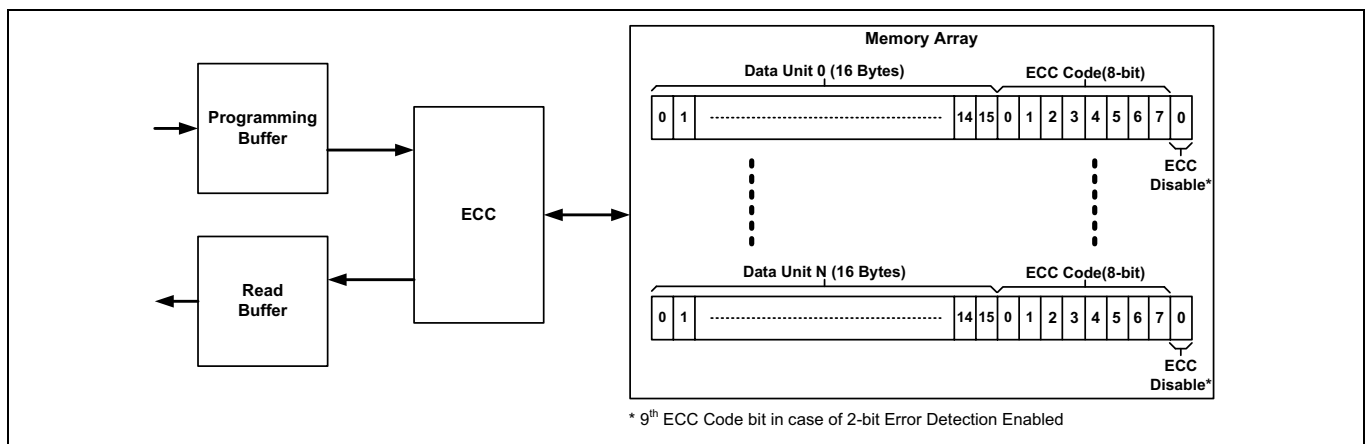 Memory Array
Data Unit 0 (16 Bytes) ECC Code(8-bit)
0 1 14 15 0 1 2 3 4 5 6 7 0
ECC
Disable*
Programming
Buffer
ECC
Read
Buffer
Data Unit N (16 Bytes) ECC Code(8-bit)
0 1 14 15 0 1 2 3 4 5 6 7 0
ECC
Disable*
* 9th ECC Code bit in case of 2-bit Error Detection Enabled